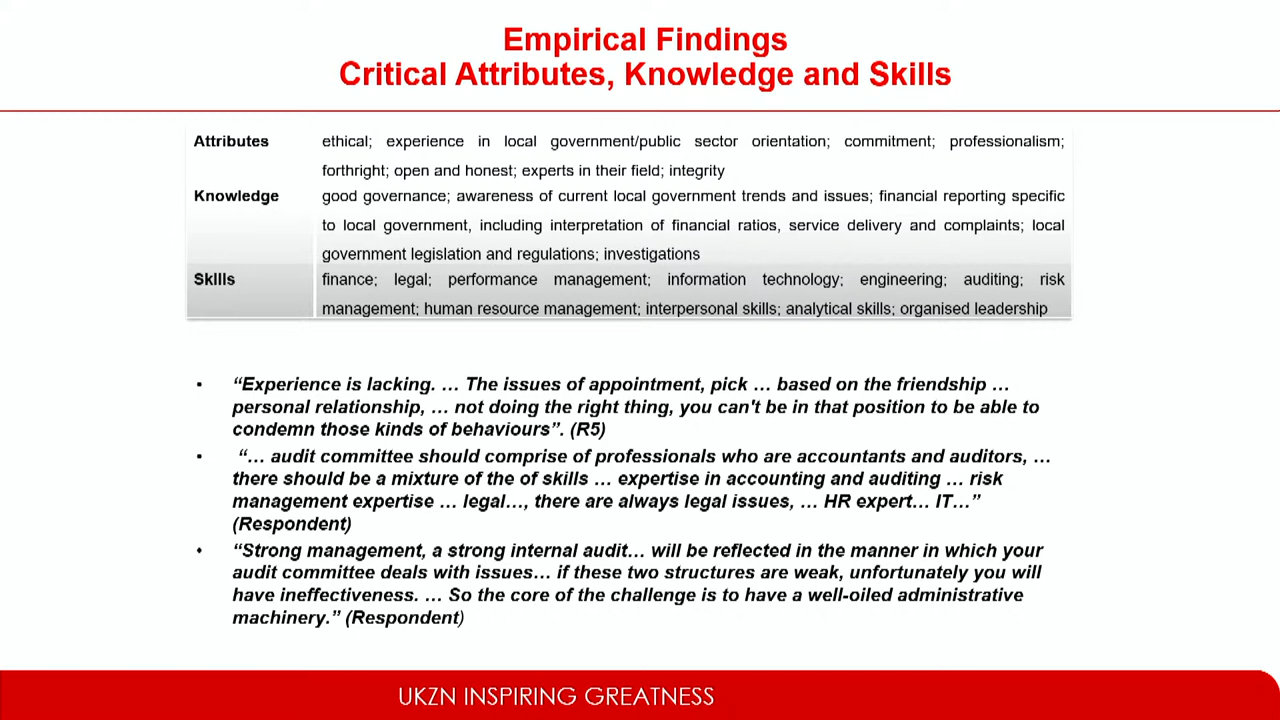 Empirical Findings
Critical Attributes, Knowledge and Skills
Attributes ethical; experience in local government/public sector orientation; commitment; professionalism;
forthright; open and honest; experts in their field; integrity
Knowledge good governance; awareness of current local government trends and issues; financial reporting specific
to local government, including interpretation of financial ratios, service delivery and complaints; local
government legislation and regulations; investigations
Skills finance; legal; performance management; information technology; engineering; auditing; risk
management; human resource management; interpersonal skills; analytical skills; organised leadership
• “Experience is lacking. … The issues of appointment, pick … based on the friendship …
personal relationship, … not doing the right thing, you can't be in that position to be able to
condemn those kinds of behaviours”. (R5)
• “… audit committee should comprise of professionals who are accountants and auditors, …
there should be a mixture of the of skills … expertise in accounting and auditing … risk
management expertise … legal…, there are always legal issues, … HR expert… IT…”
(Respondent)
• “Strong management, a strong internal audit… will be reflected in the manner in which your
audit committee deals with issues… if these two structures are weak, unfortunately you will
have ineffectiveness. … So the core of the challenge is to have a well-oiled administrative
machinery.” (Respondent)
UKZN INSPIRING GREATNESS